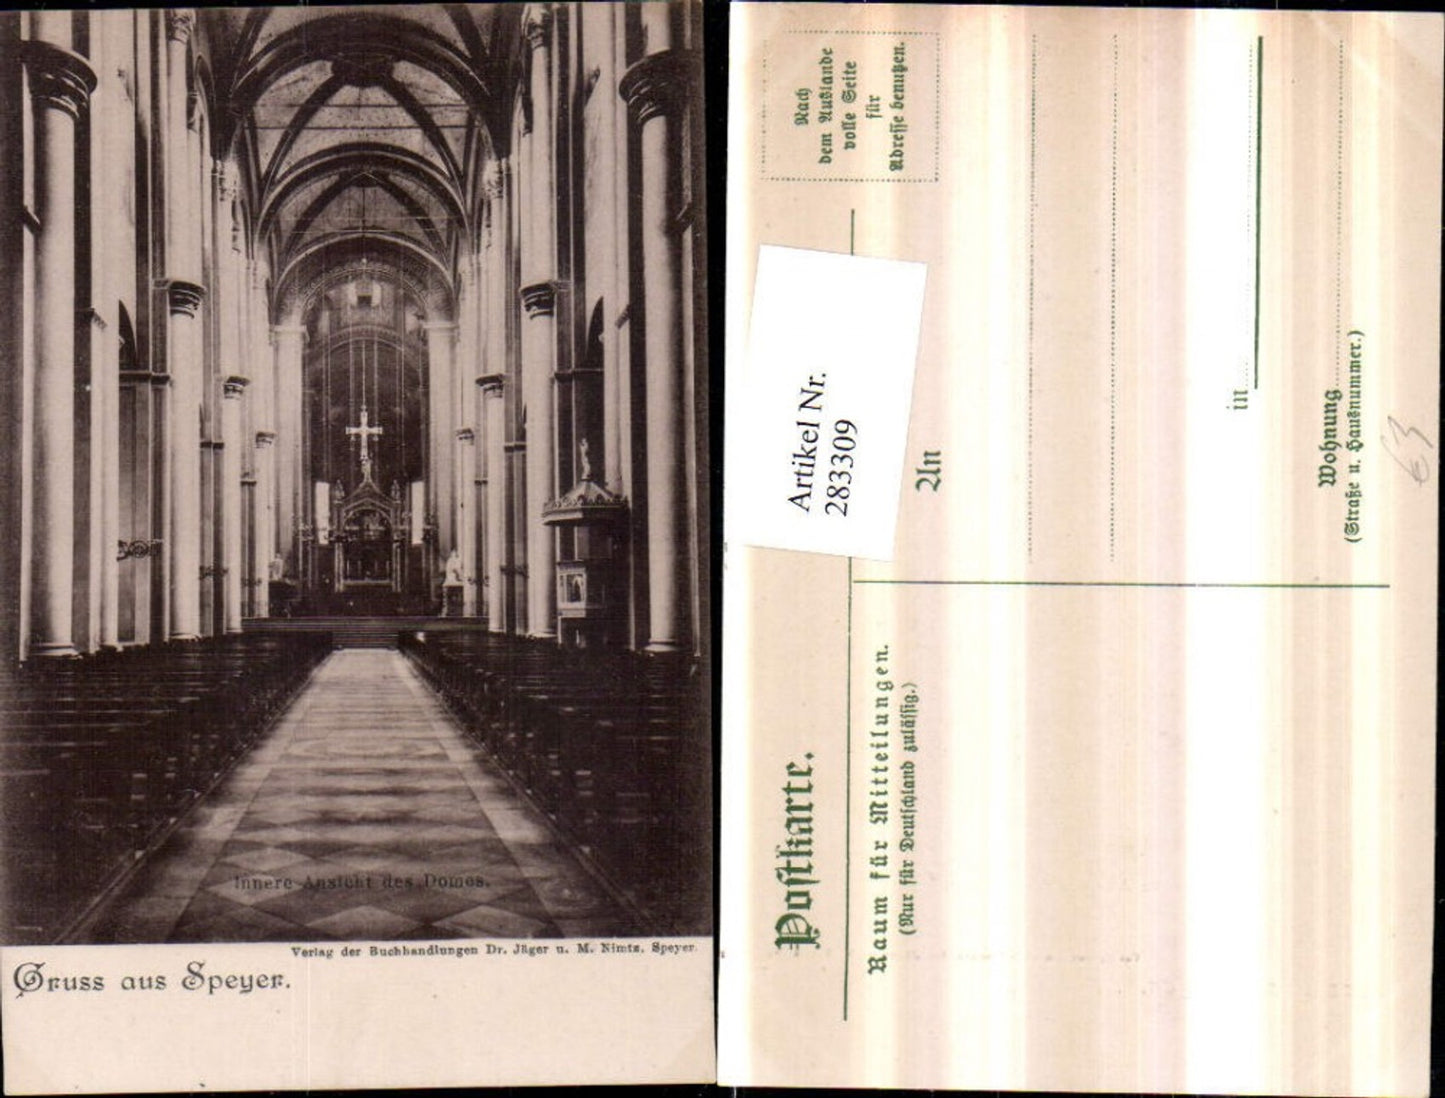 Innere Ansicht des Domes.
Verlag der Buchhandlungen Dr. Jäger u. M. Nimtz, Speyer.
Gruss aus Speyer.
Nach
dem Auslande
volle Seite
für
Adresse benutzen.
Artikel Nr.
283309
Postkarte.
An
in
Wohnung
(Straße u. Hausnummer.)
Raum für Mitteilungen.
(Nur für Deutschland zulässig.)
€3